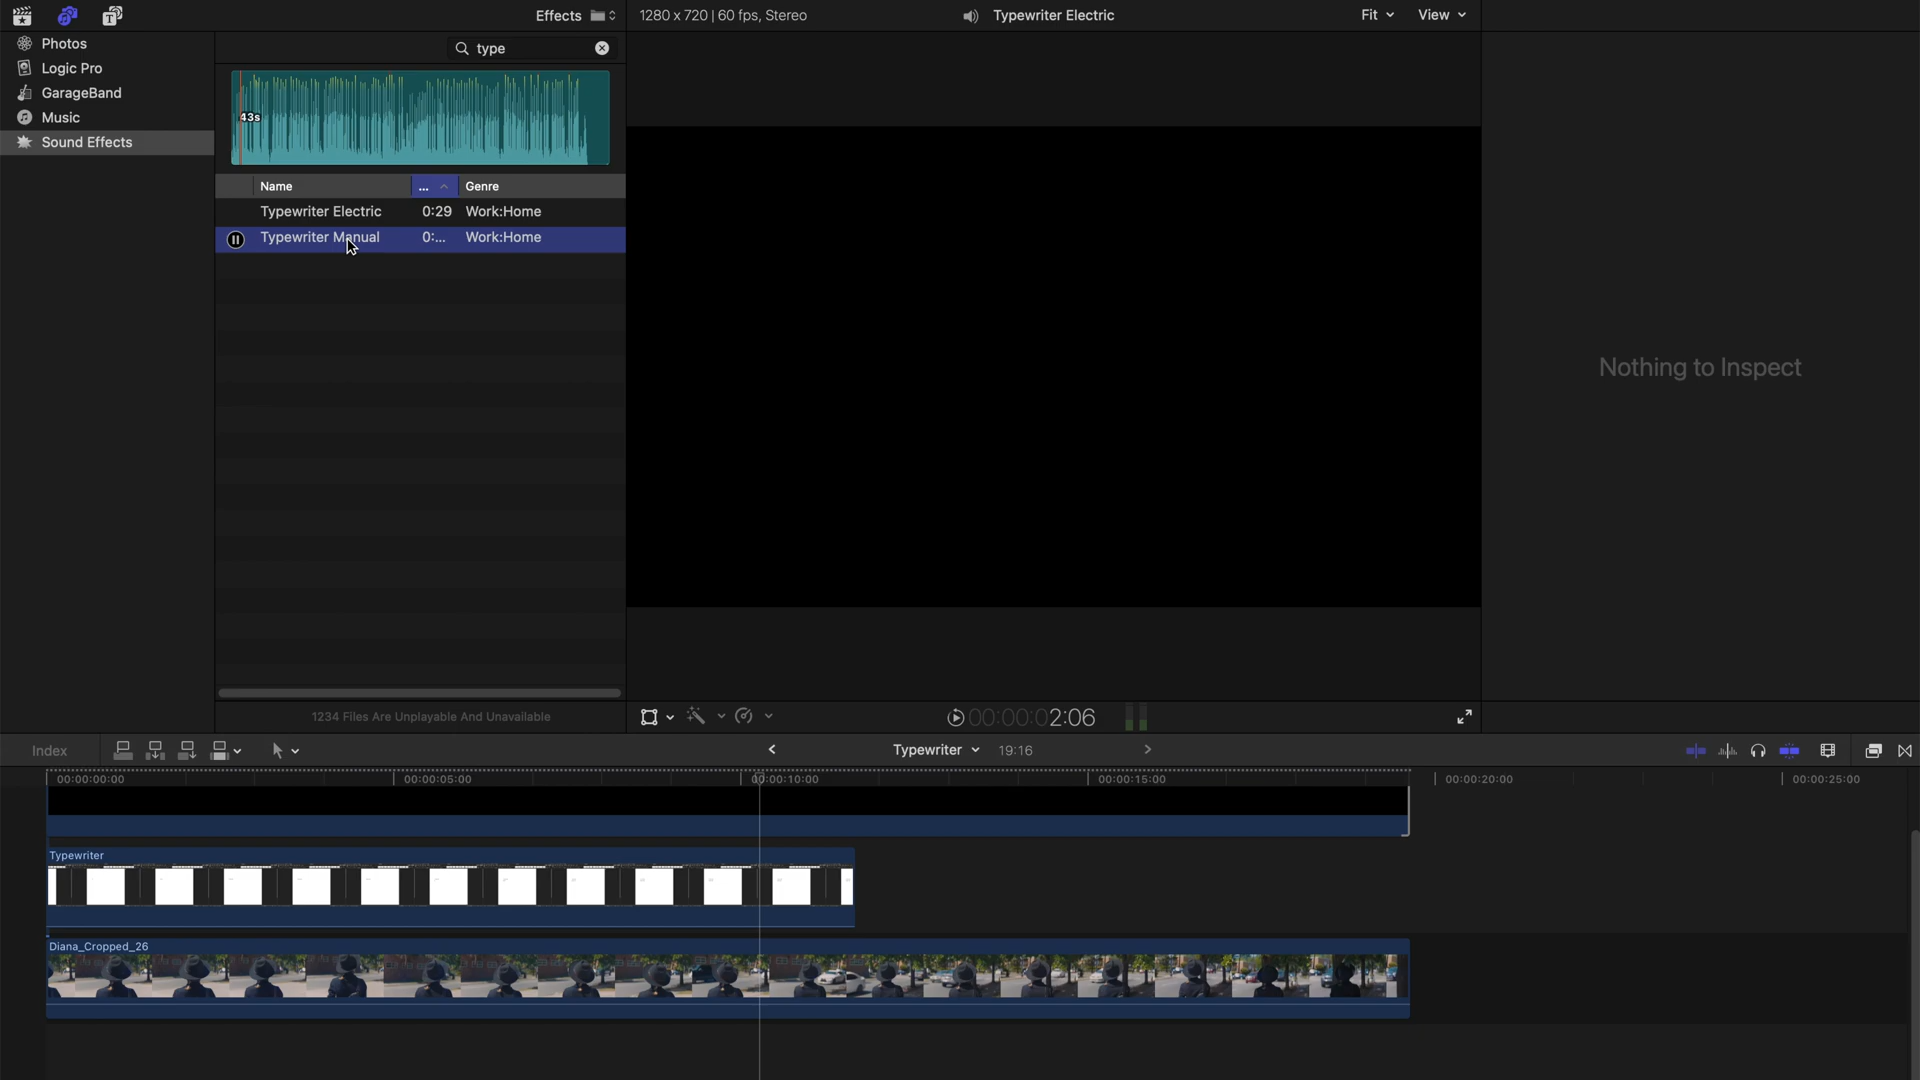 Effects
1280 x 720 | 60 fps, Stereo
Typewriter Electric
Fit
View
Photos
Logic Pro
GarageBand
Music
Sound Effects
type
43s
Name
...
Genre
Typewriter Electric 0:29 Work:Home
Typewriter Manual 0:... Work:Home
Nothing to Inspect
1234 Files Are Unplayable And Unavailable
00:00:02:06
Index
Typewriter
19:16
00:00:00:00
00:00:05:00
00:00:10:00
00:00:15:00
00:00:20:00
00:00:25:00
Typewriter
Diana_Cropped_26